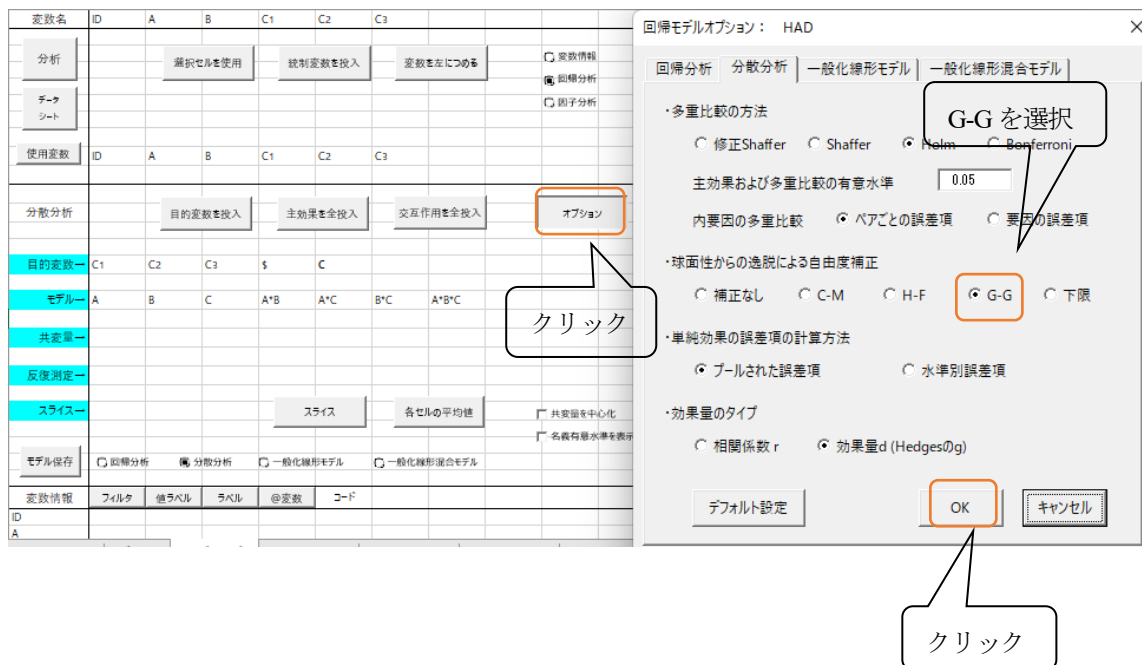 変数名 ID A B C1 C2 C3
分析 選択セルを使用 統制変数を投入 変数を左につめる 変数情報
回帰分析
データシート 因子分析
使用変数 ID A B C1 C2 C3
分散分析 目的変数を投入 主効果を全投入 交互作用を全投入 オプション
目的変数→ C1 C2 C3 $ C
モデル→ A B C A*B A*C B*C A*B*C
共変量→
反復測定→
スライス→ スライス 各セルの平均値 共変量を中心化
名義有意水準を表示
モデル保存 回帰分析 分散分析 一般化線形モデル 一般化線形混合モデル
変数情報 フィルタ 値ラベル ラベル @変数 コード
ID
A
クリック
回帰モデルオプション： HAD
回帰分析 分散分析 一般化線形モデル 一般化線形混合モデル
G-G を選択
・多重比較の方法
修正Shaffer Shaffer Holm Bonferroni
主効果および多重比較の有意水準 0.05
内要因の多重比較 ペアごとの誤差項 要因の誤差項
・球面性からの逸脱による自由度補正
補正なし C-M H-F G-G 下限
・単純効果の誤差項の計算方法
プールされた誤差項 水準別誤差項
・効果量のタイプ
相関係数 r 効果量d (Hedgesのg)
デフォルト設定 OK キャンセル
クリック